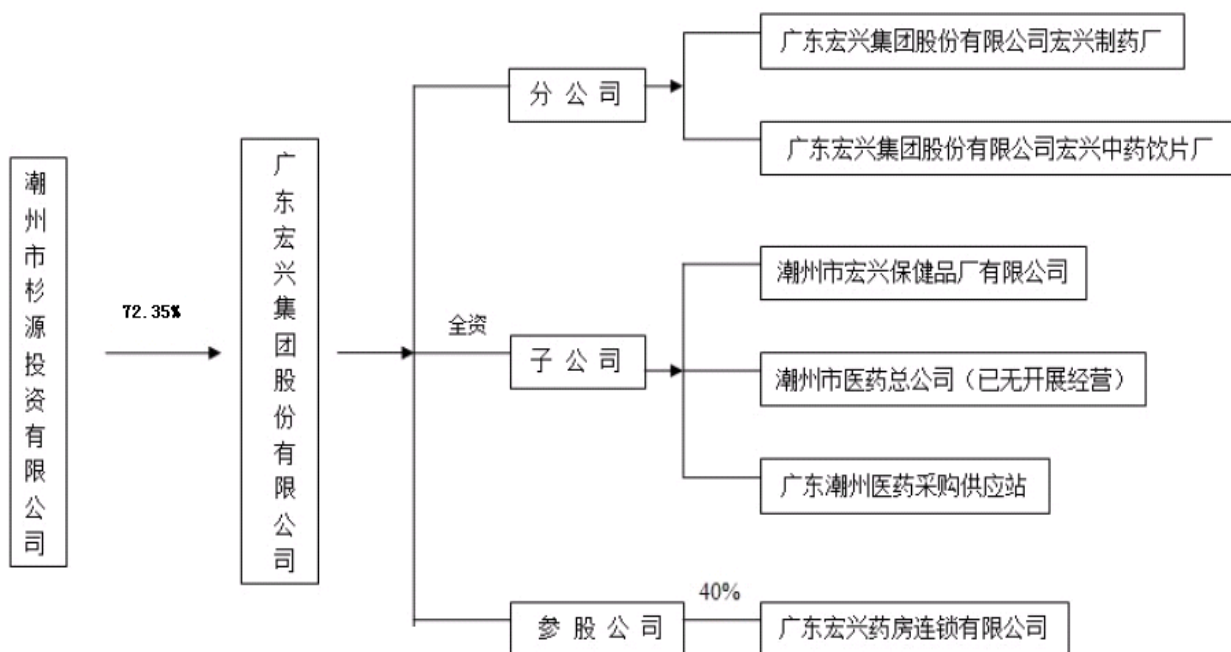 潮州市杉源投资有限公司
72.35%
广东宏兴集团股份有限公司
分公司
广东宏兴集团股份有限公司宏兴制药厂
广东宏兴集团股份有限公司宏兴中药饮片厂
全资
子公司
潮州市宏兴保健品厂有限公司
潮州市医药总公司（已无开展经营）
广东潮州医药采购供应站
参股公司
40%
广东宏兴药房连锁有限公司